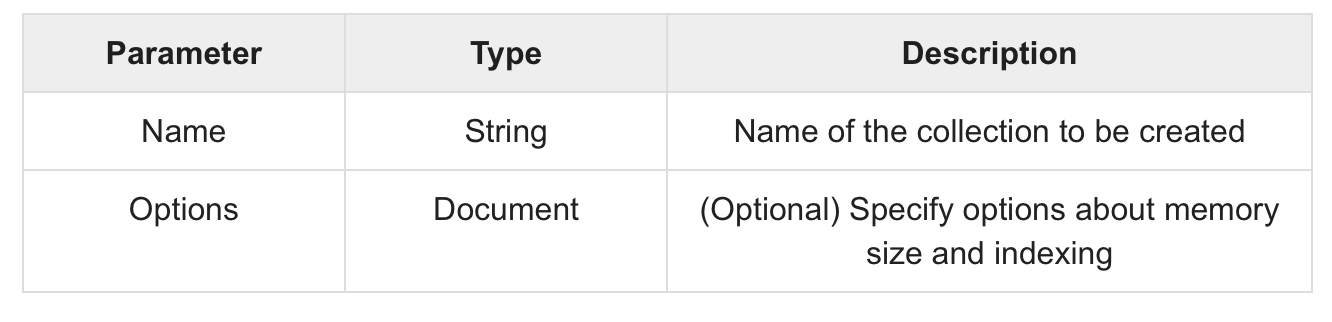 Parameter Type Description
Name String Name of the collection to be created
Options Document (Optional) Specify options about memory
size and indexing